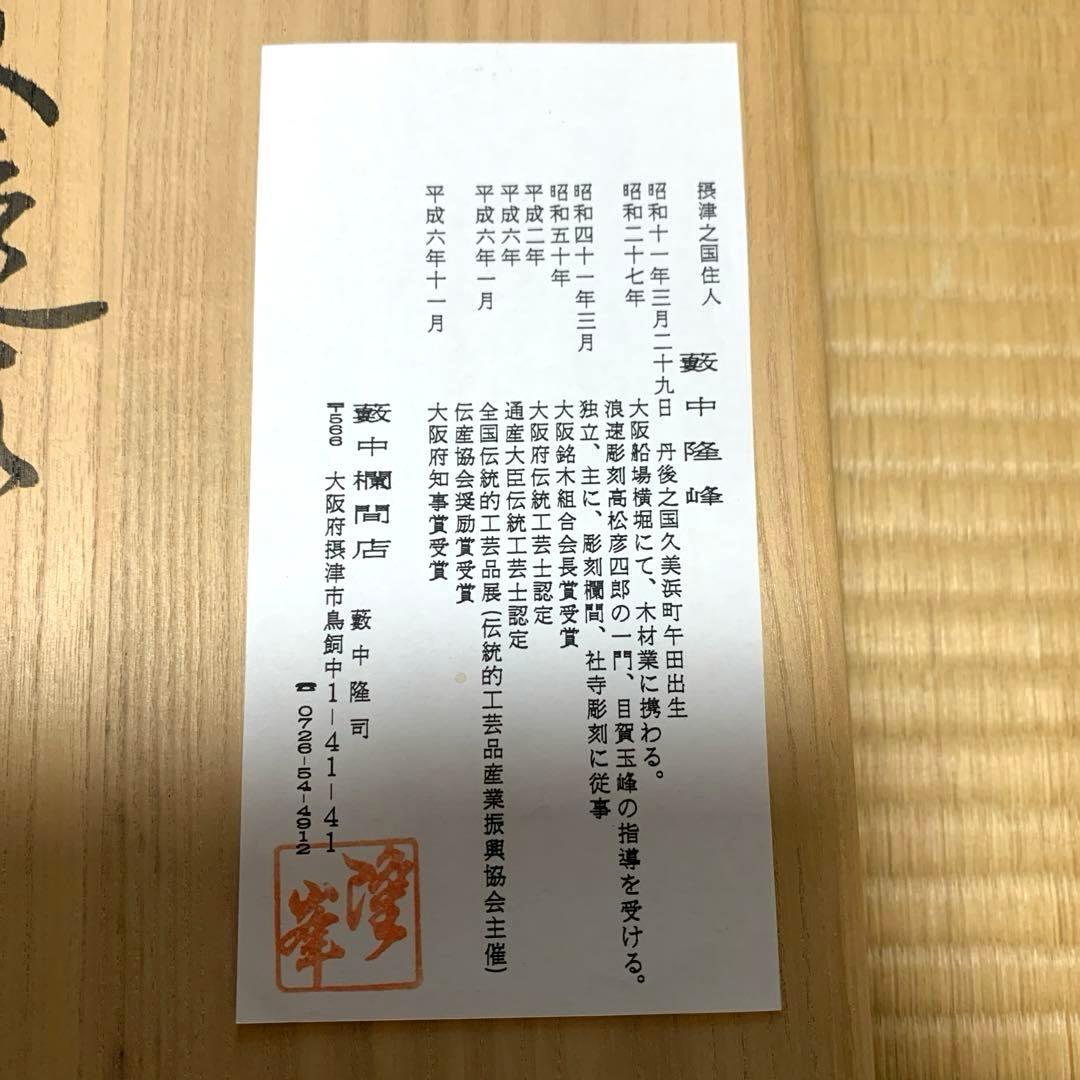 摂津之国住人 藪中隆峰
昭和十一年三月二十九日 丹後之国久美浜町午田出生
昭和二十七年 大阪船場横堀にて、木材業に携わる。
浪速彫刻高松彦四郎の一門、目賀玉峰の指導を受ける。
昭和四十一年三月 独立、主に、彫刻欄間、社寺彫刻に従事
昭和五十年 大阪銘木組合会長賞受賞
平成二年 大阪府伝統工芸士認定
平成六年 通産大臣伝統工芸士認定
平成六年一月 全国伝統的工芸品展(伝統的工芸品産業振興協会主催)
伝産協会奨励賞受賞
平成六年十一月 大阪府知事賞受賞
藪中欄間店 藪中隆司
〒566 大阪府摂津市鳥飼中1-41-41
☎ 0726-54-4912
隆峯